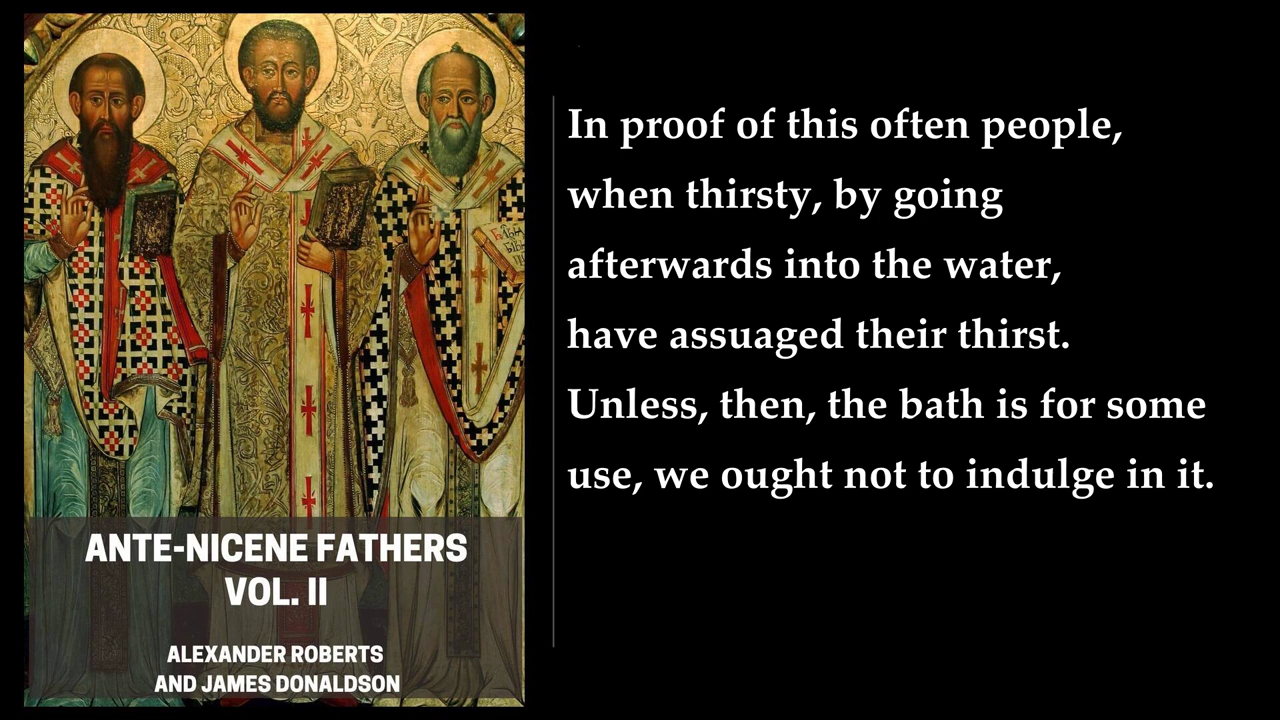 ANTE-NICENE FATHERS
VOL. II
ALEXANDER ROBERTS
AND JAMES DONALDSON
In proof of this often people,
when thirsty, by going
afterwards into the water,
have assuaged their thirst.
Unless, then, the bath is for some
use, we ought not to indulge in it.